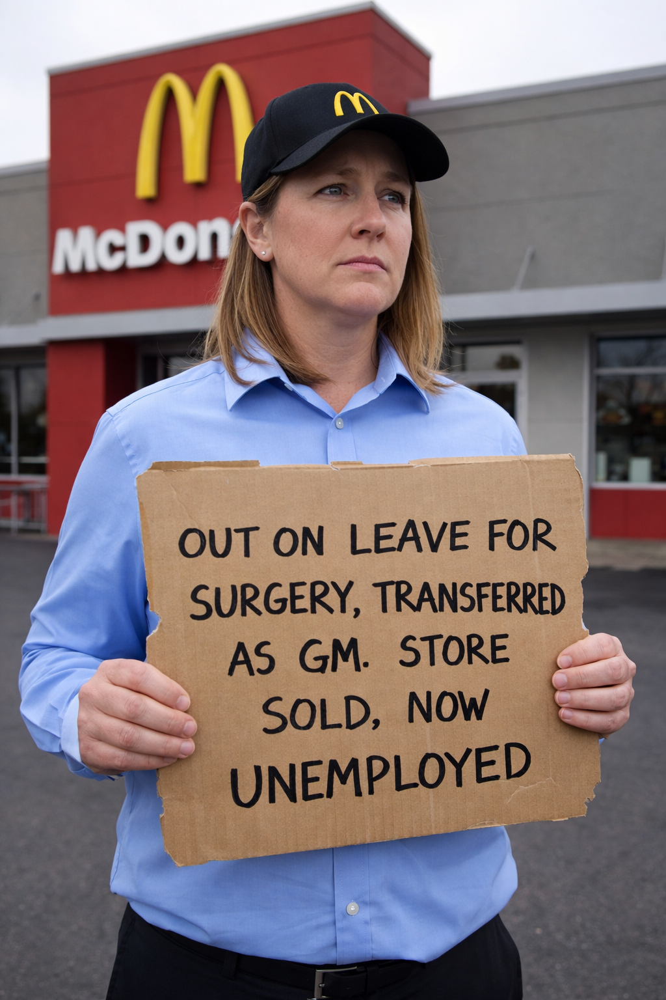 McDon
OUT ON LEAVE FOR
SURGERY, TRANSFERRED
AS GM. STORE
SOLD, NOW
UNEMPLOYED